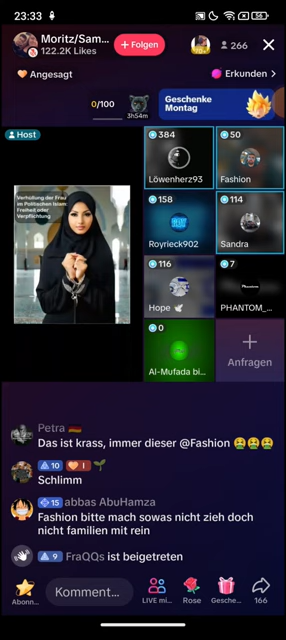 23:33
56
Moritz/Sam...
122.2K Likes
+ Folgen
266
Angesagt
Erkunden >
0/100
3h54m
Geschenke
Montag
Host
Verhüllung der Frau
im Politischen Islam
Freiheit oder
Verpflichtung
384
Löwenherz93
50
Fashion
158
Royrieck902
114
Sandra
116
Hope 🕊
7
PHANTOM_...
0
Al-Mufada bi...
+
Anfragen
Petra 🇩🇪
Das ist krass, immer dieser @Fashion 🤮🤮🤮
10 I 🌱
Schlimm
15 abbas AbuHamza
Fashion bitte mach sowas nicht zieh doch
nicht familien mit rein
9 FraQQs ist beigetreten
Komment...
Abonn...
LIVE mi...
Rose
Gesche...
166